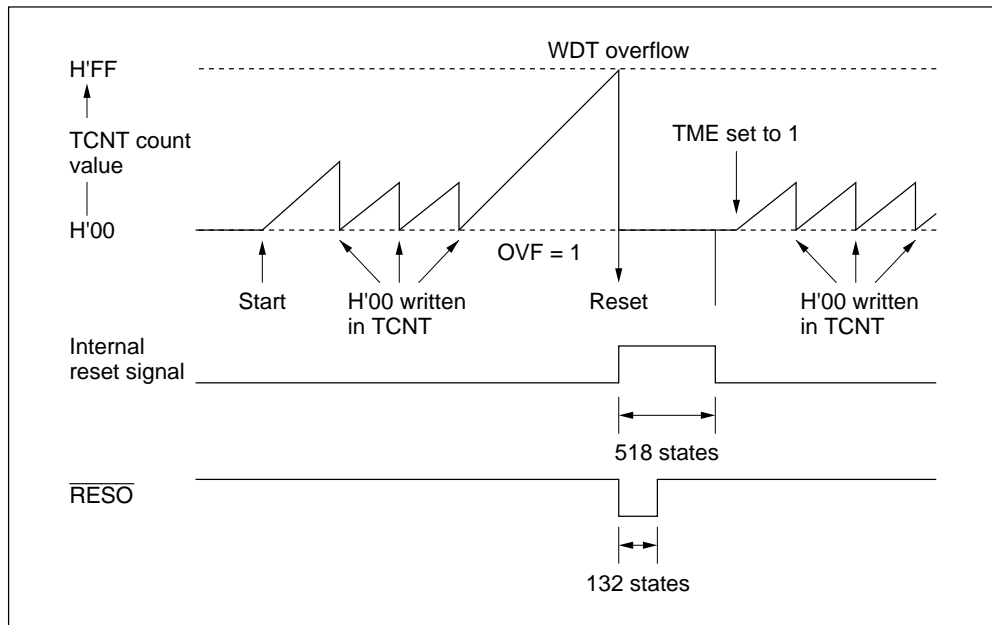 WDT overflow
H'FF
TCNT count
value
TME set to 1
H'00
OVF = 1
Start
H'00 written
in TCNT
Reset
H'00 written
in TCNT
Internal
reset signal
518 states
RESO
132 states